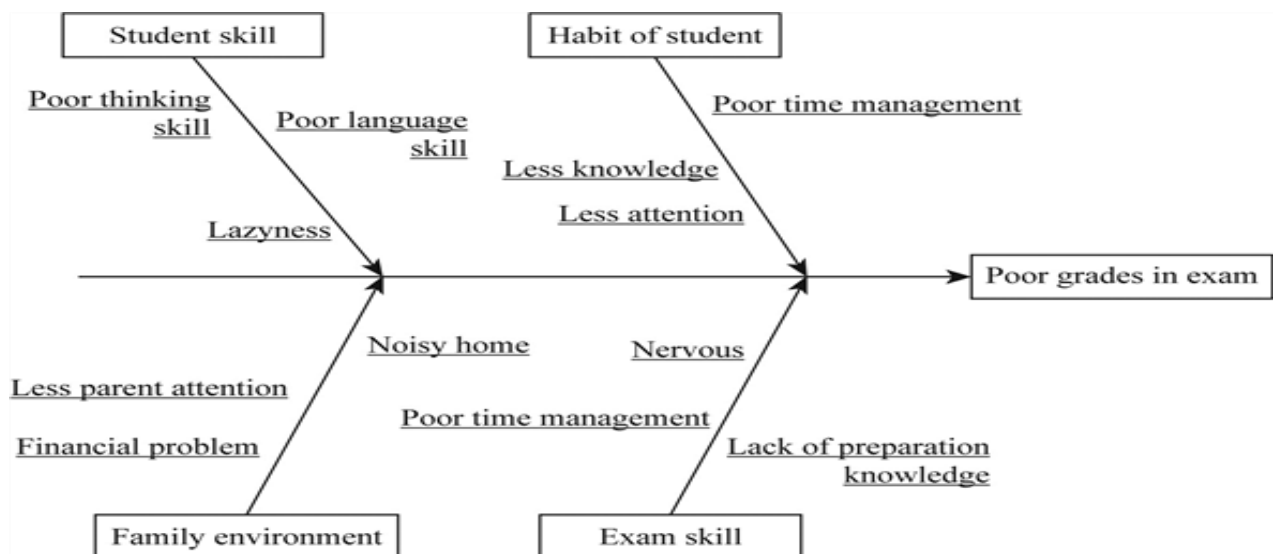 Student skill
Habit of student
Poor thinking
skill
Poor language
skill
Lazyness
Poor time management
Less knowledge
Less attention
Poor grades in exam
Noisy home
Less parent attention
Financial problem
Family environment
Nervous
Poor time management
Lack of preparation
knowledge
Exam skill